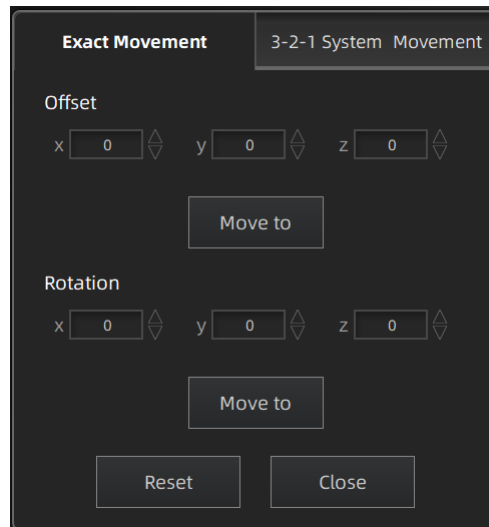 Exact Movement 3-2-1 System Movement
Offset
x 0 y 0 z 0
Move to
Rotation
x 0 y 0 z 0
Move to
Reset Close